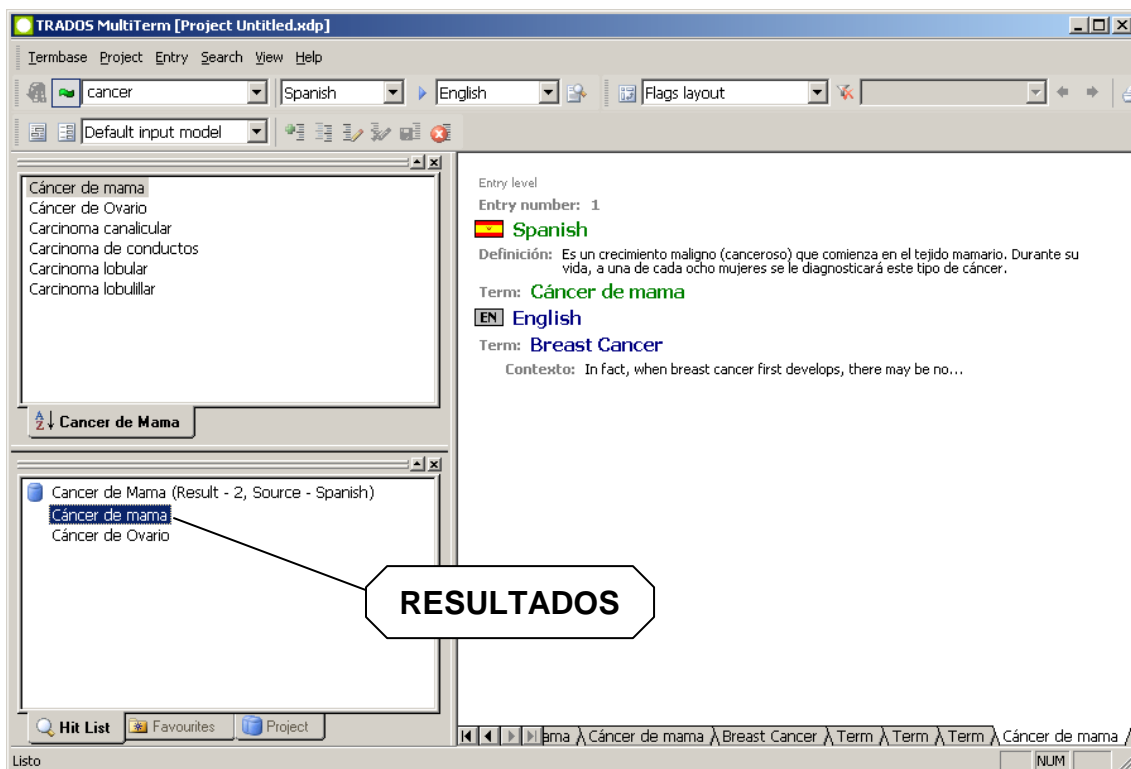 TRADOS MultiTerm [Project Untitled.xdp]
Termbase Project Entry Search View Help
cancer Spanish English Flags layout
Default input model
Cáncer de mama
Cáncer de Ovario
Carcinoma canalicular
Carcinoma de conductos
Carcinoma lobular
Carcinoma lobulillar
Cancer de Mama
Cancer de Mama (Result - 2, Source - Spanish)
Cáncer de mama
Cáncer de Ovario
RESULTADOS
Hit List Favourites Project
Entry level
Entry number: 1
Spanish
Definición: Es un crecimiento maligno (canceroso) que comienza en el tejido mamario. Durante su
vida, a una de cada ocho mujeres se le diagnosticará este tipo de cáncer.
Term: Cáncer de mama
EN English
Term: Breast Cancer
Contexto: In fact, when breast cancer first develops, there may be no...
ama Cáncer de mama Breast Cancer Term Term Term Cáncer de mama
Listo NUM